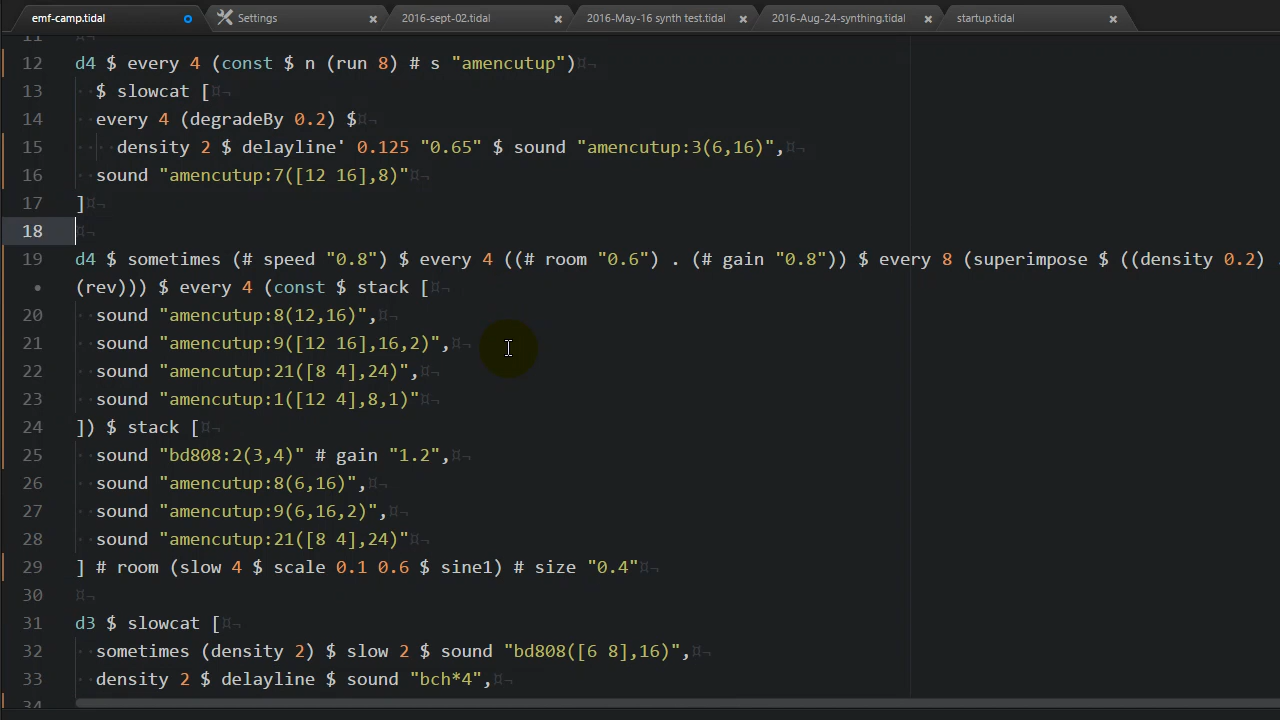 emf-camp.tidal Settings 2016-sept-02.tidal 2016-May-16 synth test.tidal 2016-Aug-24-synthing.tidal startup.tidal
11
12 d4 $ every 4 (const $ n (run 8) # s "amencutup")
13 $ slowcat [
14 every 4 (degradeBy 0.2) $
15 density 2 $ delayline' 0.125 "0.65" $ sound "amencutup:3(6,16)",
16 sound "amencutup:7([12 16],8)"
17 ]
18
19 d4 $ sometimes (# speed "0.8") $ every 4 ((# room "0.6") . (# gain "0.8")) $ every 8 (superimpose $ ((density 0.2) .
• (rev))) $ every 4 (const $ stack [
20 sound "amencutup:8(12,16)",
21 sound "amencutup:9([12 16],16,2)",
22 sound "amencutup:21([8 4],24)",
23 sound "amencutup:1([12 4],8,1)"
24 ]) $ stack [
25 sound "bd808:2(3,4)" # gain "1.2",
26 sound "amencutup:8(6,16)",
27 sound "amencutup:9(6,16,2)",
28 sound "amencutup:21([8 4],24)"
29 ] # room (slow 4 $ scale 0.1 0.6 $ sine1) # size "0.4"
30
31 d3 $ slowcat [
32 sometimes (density 2) $ slow 2 $ sound "bd808([6 8],16)",
33 density 2 $ delayline $ sound "bch*4",
34